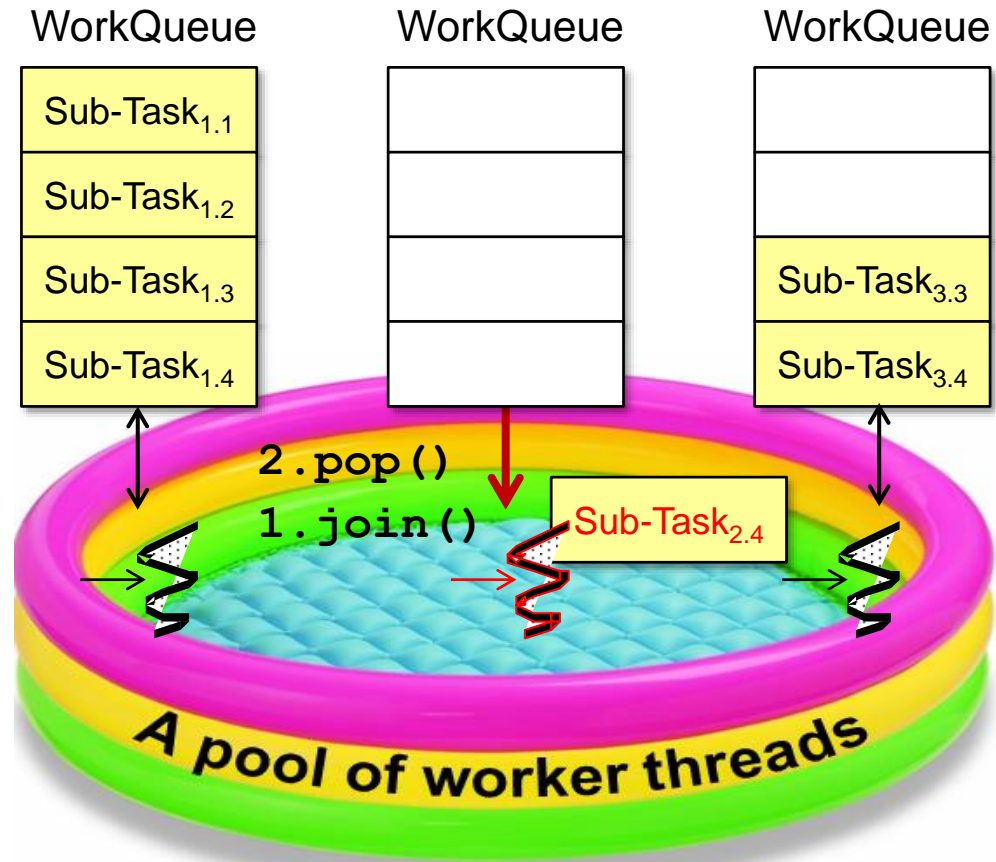 WorkQueue WorkQueue WorkQueue
Sub-Task1.1
Sub-Task1.2
Sub-Task1.3 Sub-Task3.3
Sub-Task1.4 Sub-Task3.4
2.pop()
1.join() Sub-Task2.4
A pool of worker threads